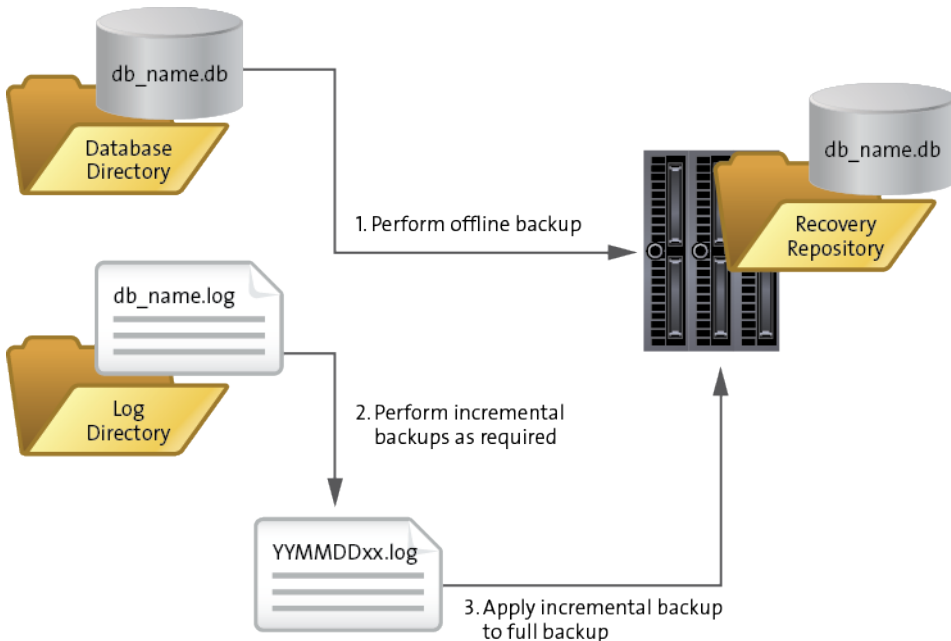 db_name.db
Database
Directory
db_name.db
Recovery
Repository
1. Perform offline backup
db_name.log
Log
Directory
2. Perform incremental
backups as required
YYMMDDxx.log
3. Apply incremental backup
to full backup